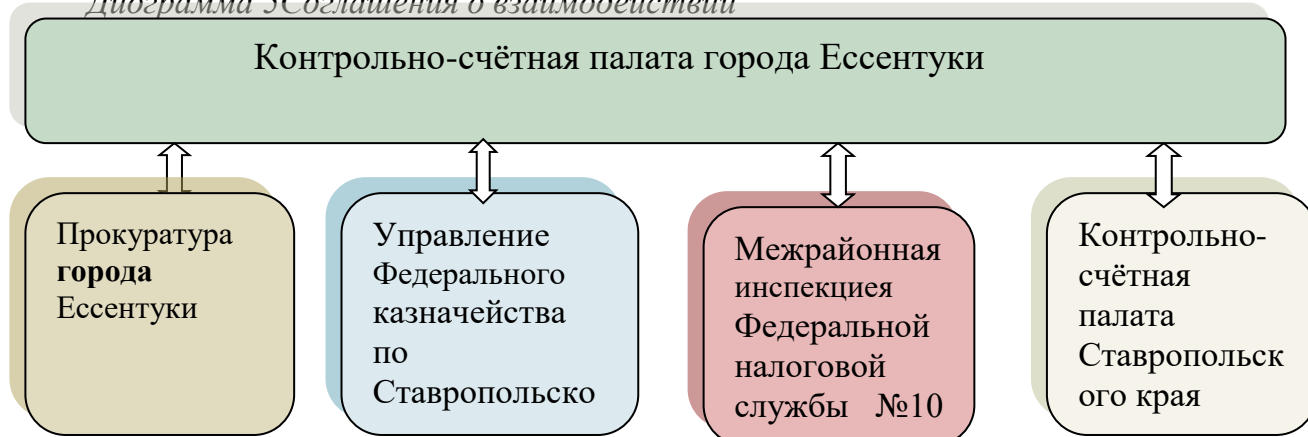 Диограмма 5Соглашения о взаимодействии
Контрольно-счётная палата города Ессентуки
Прокуратура
города
Ессентуки
Управление
Федерального
казначейства
по
Ставропольско
Межрайонная
инспекциея
Федеральной
налоговой
службы №10
Контрольно-
счётная
палата
Ставропольск
ого края